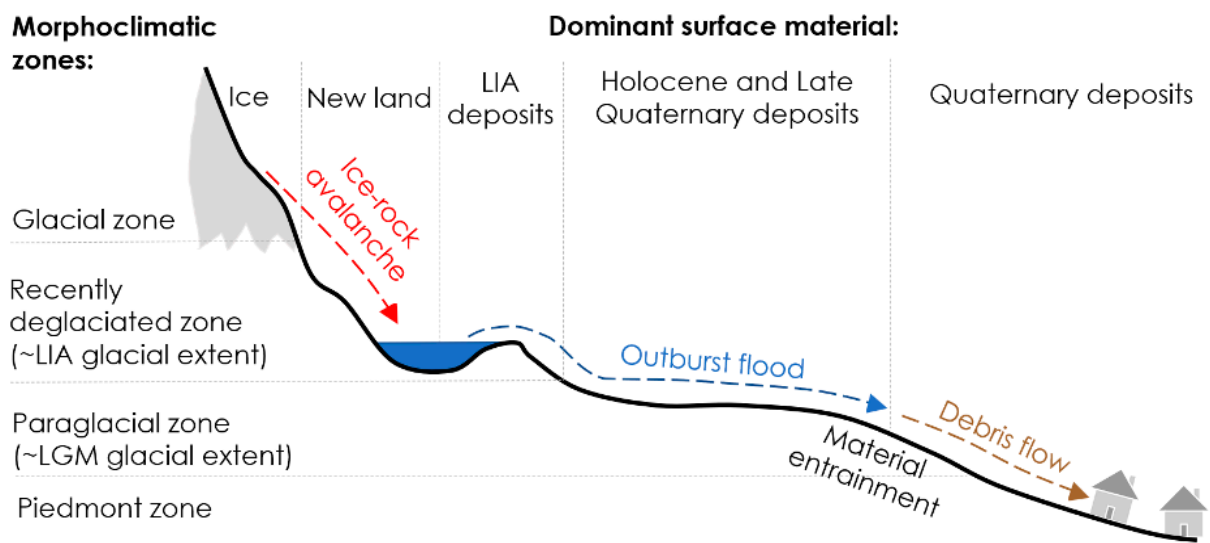 Morphoclimatic
zones:
Dominant surface material:
Ice
New land
LIA
deposits
Holocene and Late
Quaternary deposits
Quaternary deposits
Ice-rock
avalanche
Glacial zone
Recently
deglaciated zone
(~LIA glacial extent)
Outburst flood
Paraglacial zone
(~LGM glacial extent)
Material
entrainment
Debris flow
Piedmont zone